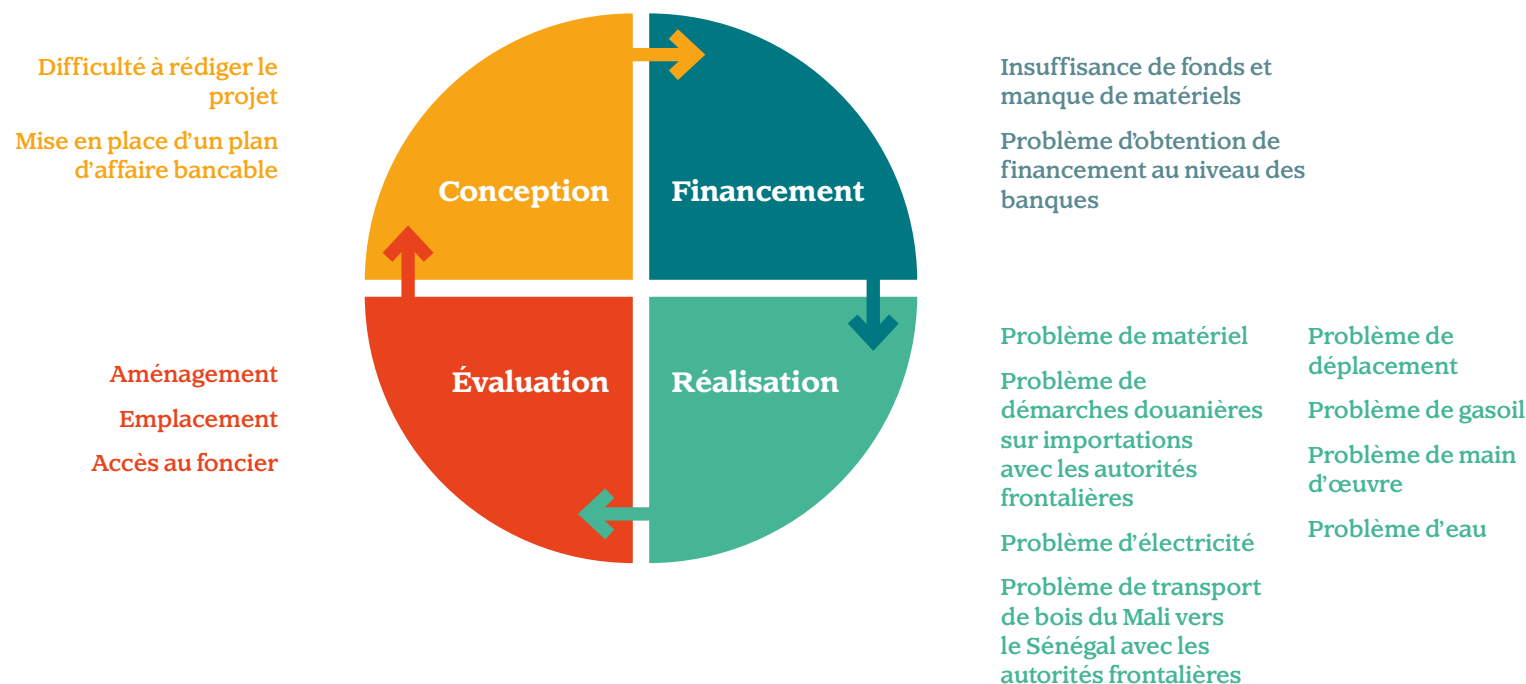 Difficulté à rédiger le
projet
Mise en place d’un plan
d’affaire bancable
Conception
Financement
Insuffisance de fonds et
manque de matériels
Problème d’obtention de
financement au niveau des
banques
Aménagement
Emplacement
Accès au foncier
Évaluation
Réalisation
Problème de matériel
Problème de
démarches douanières
sur importations
avec les autorités
frontalières
Problème d’électricité
Problème de transport
de bois du Mali vers
le Sénégal avec les
autorités frontalières
Problème de
déplacement
Problème de gasoil
Problème de main
d’œuvre
Problème d’eau